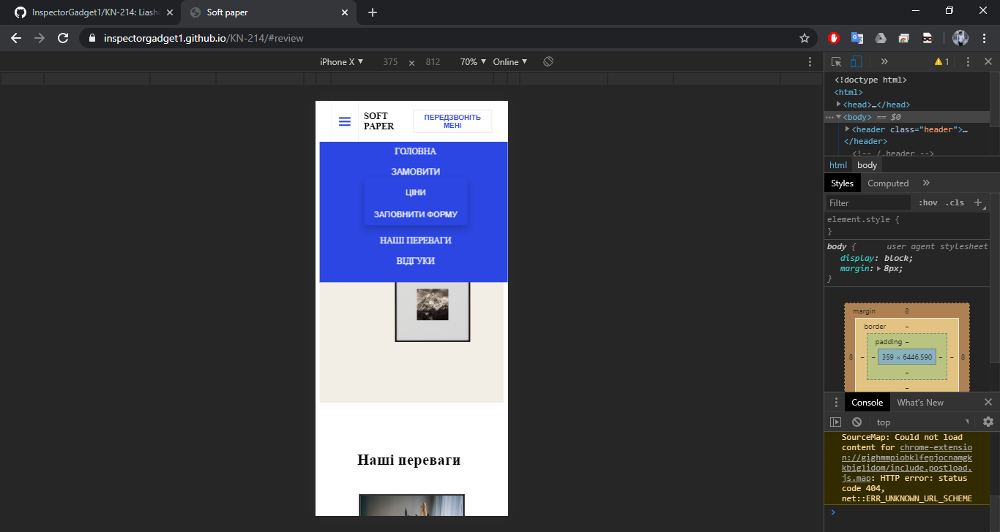 InspectorGadget1/KN-214: Liash
Soft paper
inspectorgadget1.github.io/KN-214/#review
iPhone X ▼ 375 x 812 70% ▼ Online ▼
1
SOFT
PAPER
ПЕРЕДЗВОНІТЬ
МЕНІ
ГОЛОВНА
ЗАМОВИТИ
ЦІНИ
ЗАПОВНИТИ ФОРМУ
НАШІ ПЕРЕВАГИ
ВІДГУКИ
Наші переваги
<!doctype html>
<html>
<head>…</head>
<body> == $0
<header class="header">…
</header>
<!-- /.header -->
html body
Styles Computed »
Filter :hov .cls +
element.style {
}
body { user agent stylesheet
display: block;
margin: 8px;
}
margin 8
border –
padding –
8 – – 359 × 6446.590 – – 8
–
–
Console What's New
top
SourceMap: Could not load
content for chrome-extensio
n://gighmmpiobklfepjocnamgk
kbiglidom/include.postload.
js.map: HTTP error: status
code 404,
net::ERR_UNKNOWN_URL_SCHEME